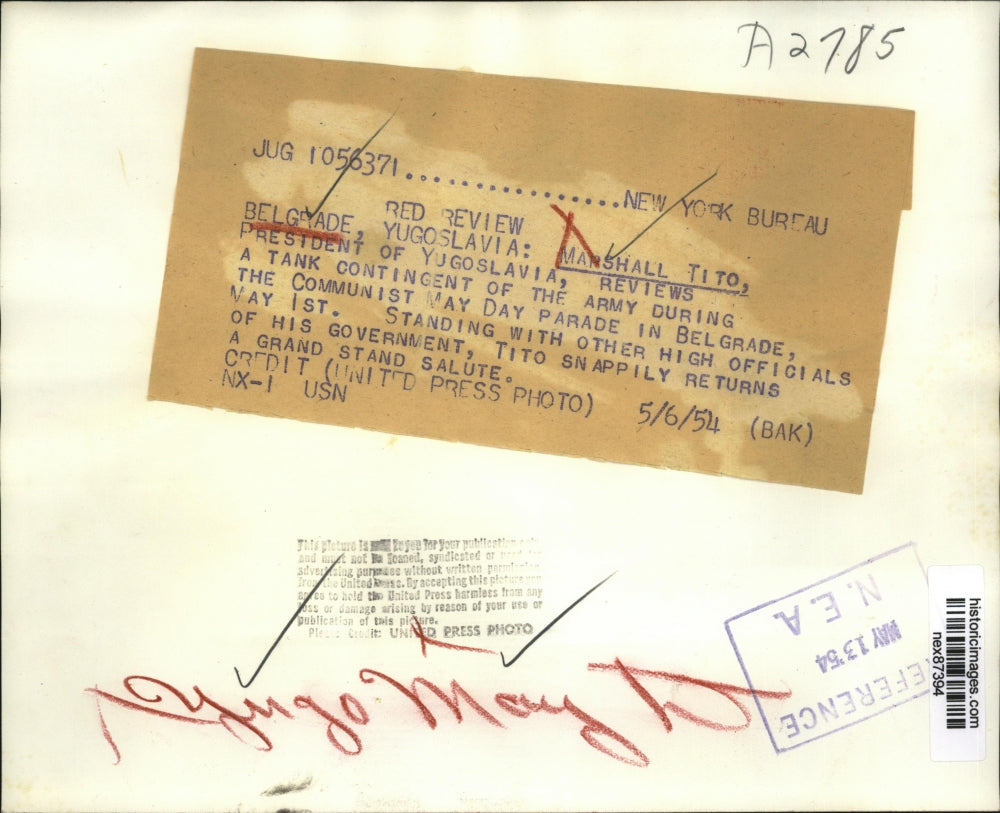 A2785
JUG 1056371...................NEW YORK BUREAU
RED REVIEW
BELGRADE, YUGOSLAVIA: MARSHALL TITO,
PRESIDENT OF YUGOSLAVIA, REVIEWS
A TANK CONTINGENT OF THE ARMY DURING
THE COMMUNIST MAY DAY PARADE IN BELGRADE,
MAY 1ST. STANDING WITH OTHER HIGH OFFICIALS
OF HIS GOVERNMENT, TITO SNAPPILY RETURNS
A GRAND STAND SALUTE.
CREDIT (UNITED PRESS PHOTO) 5/6/54 (BAK)
NX-1 USN
This picture is to you for your publication
and must not be loaned, syndicated or
advertising purposes without written permission
from the United Press. By accepting this picture you
agree to hold the United Press harmless from any
loss or damage arising by reason of your use or
publication of this picture.
Please Credit: UNITED PRESS PHOTO
Yugo May
N.E.A.
MAY 13 '54
REFERENCE
historicimages.com
nex87394